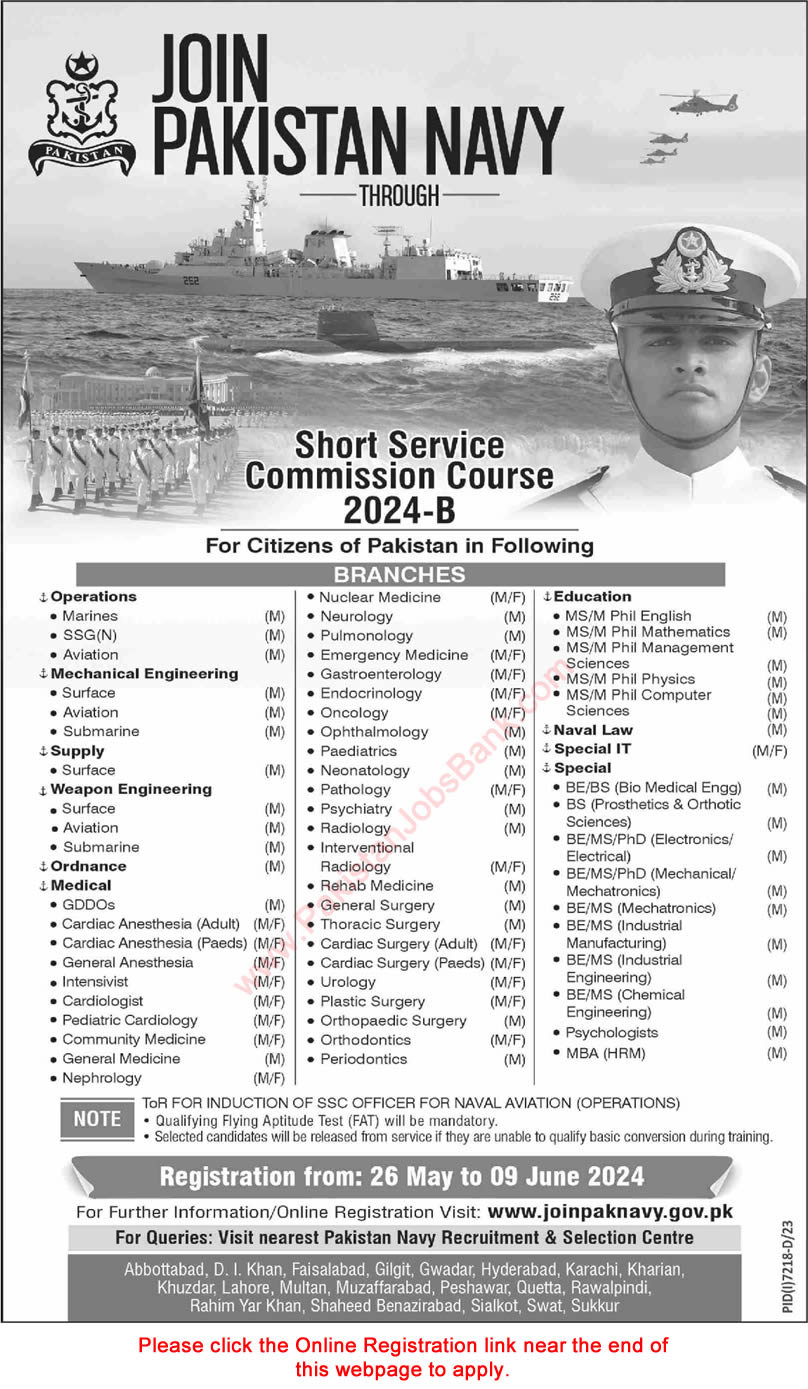 JOIN
PAKISTAN NAVY
THROUGH
PAKISTAN
252
252
Short Service
Commission Course
2024-B
For Citizens of Pakistan in Following
BRANCHES
Operations
• Marines (M)
• SSG(N) (M)
• Aviation (M)
Mechanical Engineering
• Surface (M)
• Aviation (M)
• Submarine (M)
Supply
• Surface (M)
Weapon Engineering
• Surface (M)
• Aviation (M)
• Submarine (M)
Ordnance (M)
Medical
• GDDOs (M)
• Cardiac Anesthesia (Adult) (M/F)
• Cardiac Anesthesia (Paeds) (M/F)
• General Anesthesia (M/F)
• Intensivist (M/F)
• Cardiologist (M/F)
• Pediatric Cardiology (M/F)
• Community Medicine (M/F)
• General Medicine (M)
• Nephrology (M/F)
• Nuclear Medicine (M/F)
• Neurology (M)
• Pulmonology (M)
• Emergency Medicine (M/F)
• Gastroenterology (M/F)
• Endocrinology (M/F)
• Oncology (M/F)
• Ophthalmology (M)
• Paediatrics (M)
• Neonatology (M)
• Pathology (M/F)
• Psychiatry (M)
• Radiology (M)
• Interventional
Radiology (M/F)
• Rehab Medicine (M)
• General Surgery (M)
• Thoracic Surgery (M)
• Cardiac Surgery (Adult) (M/F)
• Cardiac Surgery (Paeds) (M/F)
• Urology (M/F)
• Plastic Surgery (M/F)
• Orthopaedic Surgery (M)
• Orthodontics (M/F)
• Periodontics (M)
Education
• MS/M Phil English (M)
• MS/M Phil Mathematics (M)
• MS/M Phil Management
Sciences (M)
• MS/M Phil Physics (M)
• MS/M Phil Computer (M)
Sciences (M)
Naval Law (M)
Special IT (M/F)
Special
• BE/BS (Bio Medical Engg) (M)
• BS (Prosthetics & Orthotic
Sciences) (M)
• BE/MS/PhD (Electronics/
Electrical) (M)
• BE/MS/PhD (Mechanical/
Mechatronics) (M)
• BE/MS (Mechatronics) (M)
• BE/MS (Industrial
Manufacturing) (M)
• BE/MS (Industrial
Engineering) (M)
• BE/MS (Chemical
Engineering) (M)
• Psychologists (M)
• MBA (HRM) (M)
www.PakistanJobsBank.com
NOTE
ToR FOR INDUCTION OF SSC OFFICER FOR NAVAL AVIATION (OPERATIONS)
• Qualifying Flying Aptitude Test (FAT) will be mandatory.
• Selected candidates will be released from service if they are unable to qualify basic conversion during training.
Registration from: 26 May to 09 June 2024
For Further Information/Online Registration Visit: www.joinpaknavy.gov.pk
For Queries: Visit nearest Pakistan Navy Recruitment & Selection Centre
Abbottabad, D. I. Khan, Faisalabad, Gilgit, Gwadar, Hyderabad, Karachi, Kharian,
Khuzdar, Lahore, Multan, Muzaffarabad, Peshawar, Quetta, Rawalpindi,
Rahim Yar Khan, Shaheed Benazirabad, Sialkot, Swat, Sukkur
PID(I)7218-D/23
Please click the Online Registration link near the end of
this webpage to apply.